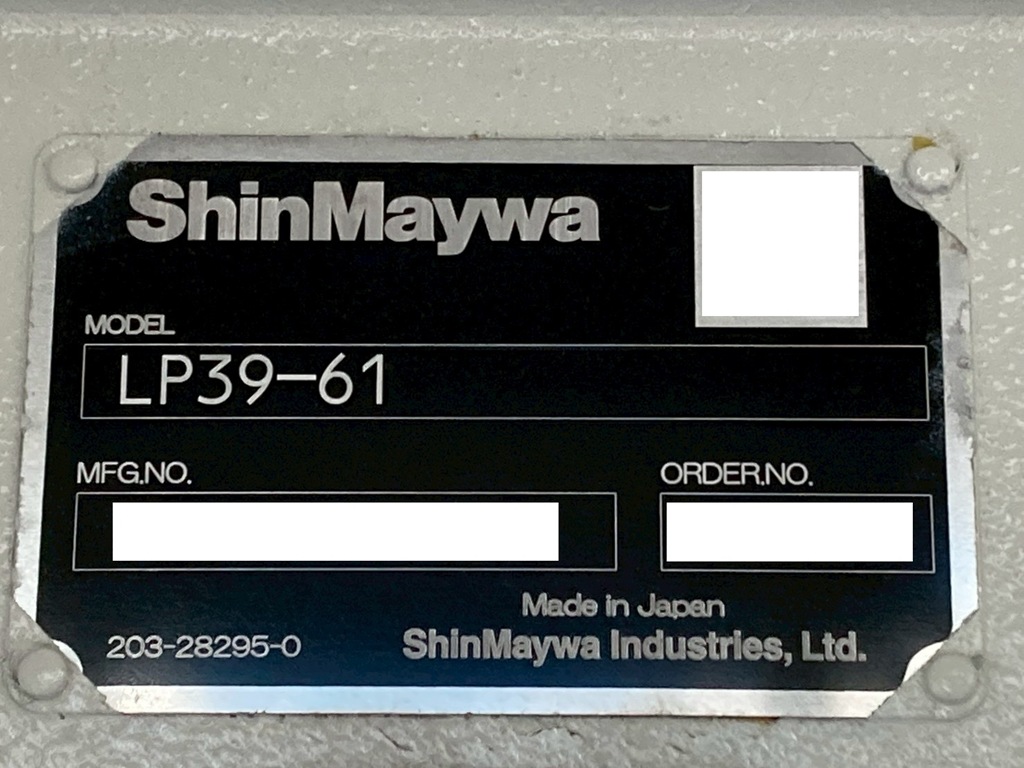 ShinMaywa
MODEL
LP39-61
MFG.NO.
ORDER.NO.
Made in Japan
203-28295-0
ShinMaywa Industries, Ltd.